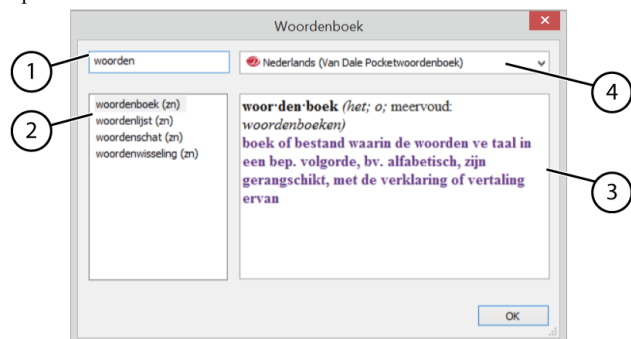 Woordenboek
1
woorden
Nederlands (Van Dale Pocketwoordenboek)
4
2
woordenboek (zn)
woordenlijst (zn)
woordenschat (zn)
woordenwisseling (zn)
woor·den·boek (het; o; meervoud:
woordenboeken)
boek of bestand waarin de woorden ve taal in
een bep. volgorde, bv. alfabetisch, zijn
gerangschikt, met de verklaring of vertaling
ervan
3
OK